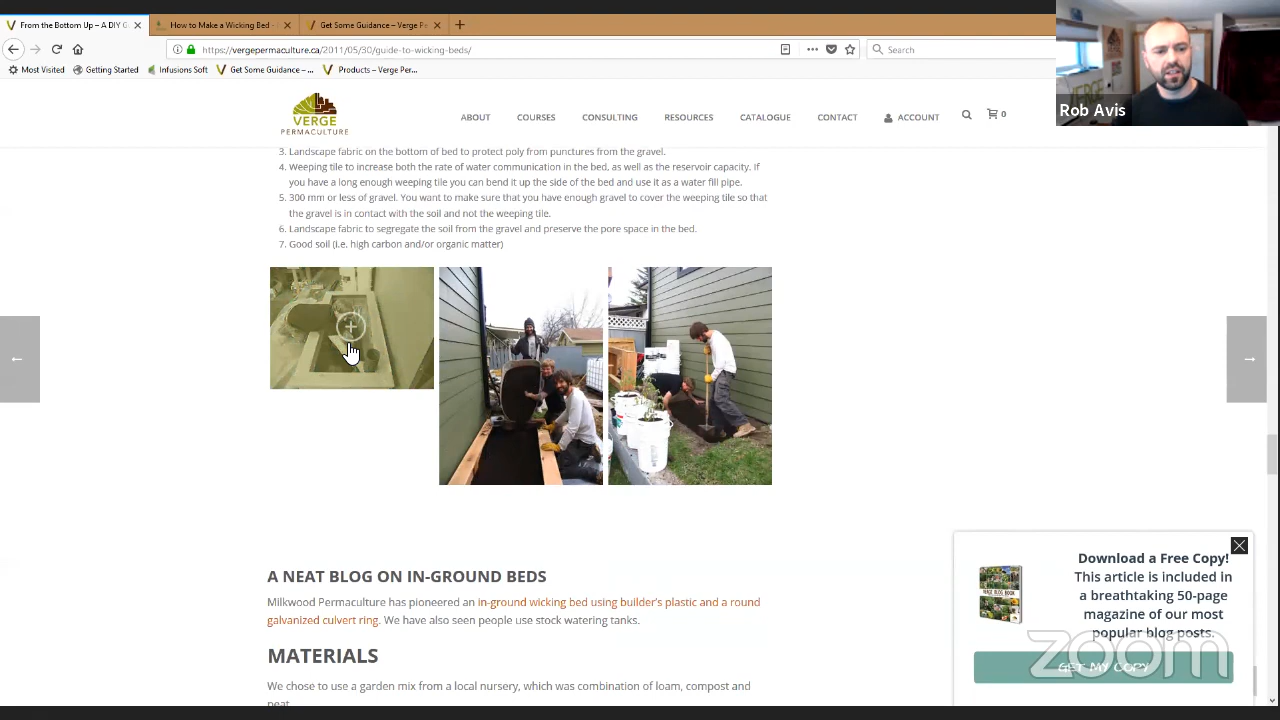 From the Bottom Up – A DIY G
How to Make a Wicking Bed -
Get Some Guidance – Verge Pe
https://vergepermaculture.ca/2011/05/30/guide-to-wicking-beds/
Search
Most Visited
Getting Started
Infusions Soft
Get Some Guidance – ...
Products – Verge Per...
Rob Avis
VERGE
PERMACULTURE
ABOUT
COURSES
CONSULTING
RESOURCES
CATALOGUE
CONTACT
ACCOUNT
0
3. Landscape fabric on the bottom of bed to protect poly from punctures from the gravel.
4. Weeping tile to increase both the rate of water communication in the bed, as well as the reservoir capacity. If
you have a long enough weeping tile you can bend it up the side of the bed and use it as a water fill pipe.
5. 300 mm or less of gravel. You want to make sure that you have enough gravel to cover the weeping tile so that
the gravel is in contact with the soil and not the weeping tile.
6. Landscape fabric to segregate the soil from the gravel and preserve the pore space in the bed.
7. Good soil (i.e. high carbon and/or organic matter)
A NEAT BLOG ON IN-GROUND BEDS
Milkwood Permaculture has pioneered an in-ground wicking bed using builder's plastic and a round
galvanized culvert ring. We have also seen people use stock watering tanks.
MATERIALS
We chose to use a garden mix from a local nursery, which was combination of loam, compost and
peat.
Download a Free Copy!
This article is included in
a breathtaking 50-page
magazine of our most
popular blog posts.
VERGE BLOG BOOK
GET MY COPY
zoom